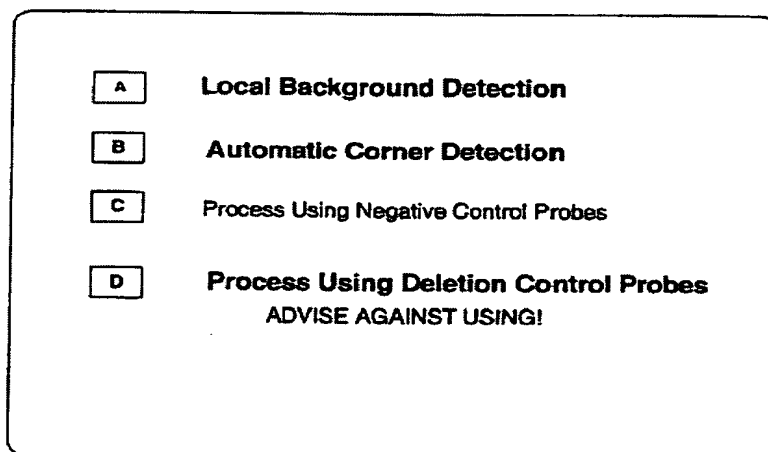 A Local Background Detection
B Automatic Corner Detection
C Process Using Negative Control Probes
D Process Using Deletion Control Probes
ADVISE AGAINST USING!